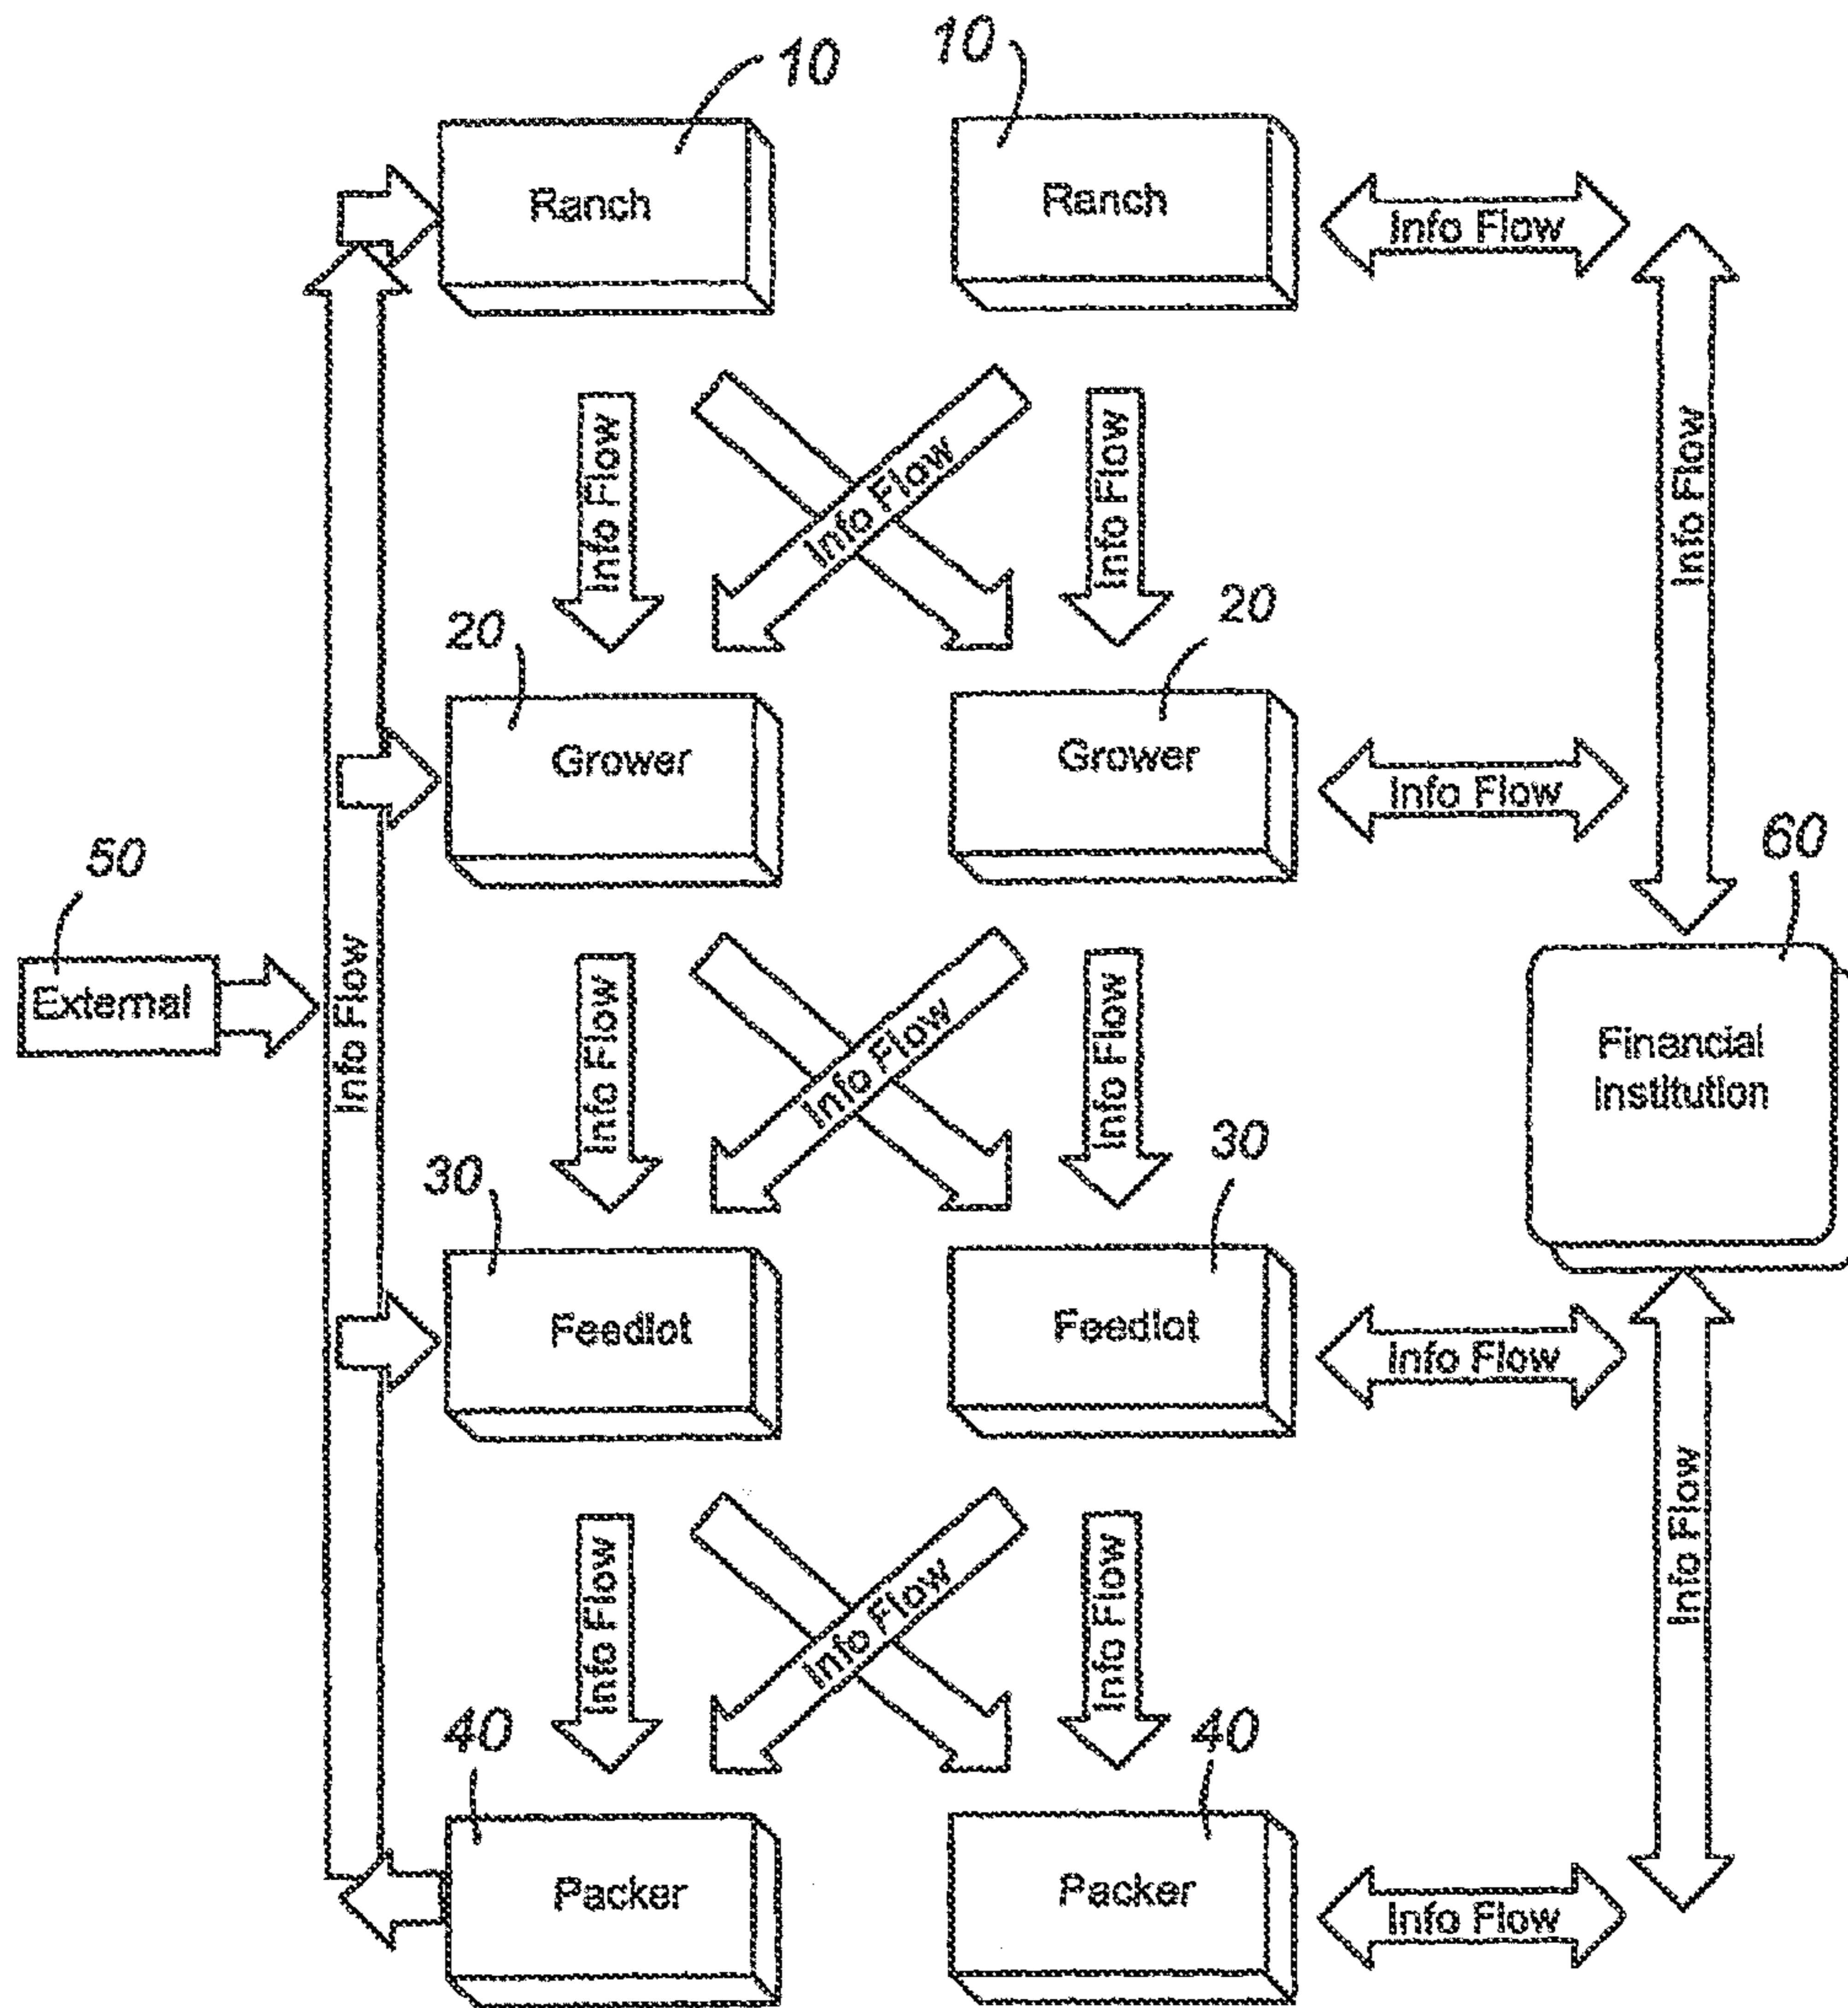 10
10
Ranch
Ranch
Info Flow
Info Flow
Info Flow
Info Flow
Info Flow
20
20
Grower
Grower
Info Flow
50
60
External
Info Flow
Info Flow
Info Flow
Info Flow
Financial
Institution
30
30
Feedlot
Feedlot
Info Flow
Info Flow
Info Flow
Info Flow
Info Flow
40
40
Packer
Packer
Info Flow